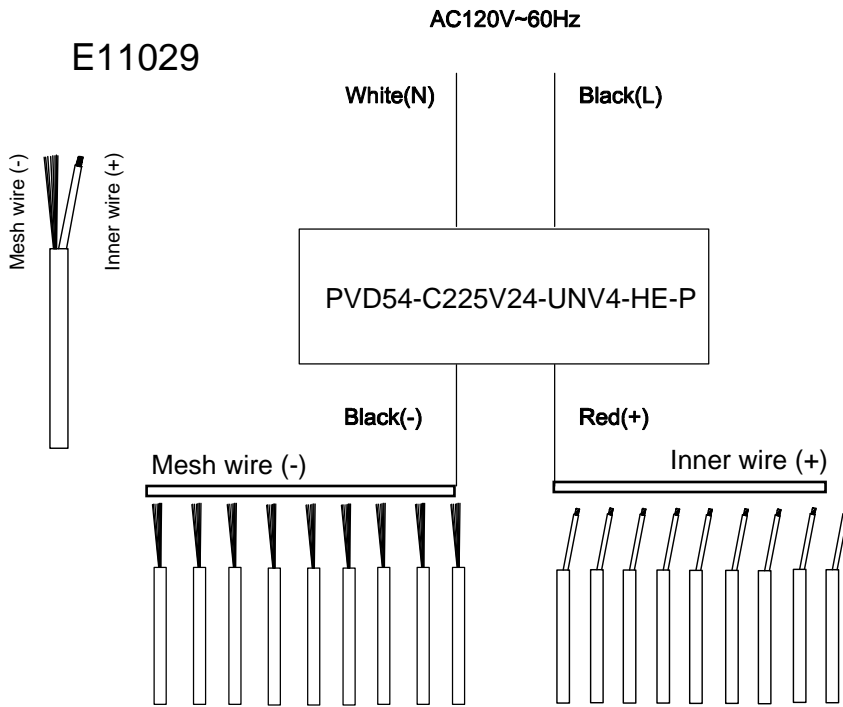 AC120V~60Hz
E11029
White(N)
Black(L)
Mesh wire (-)
Inner wire (+)
PVD54-C225V24-UNV4-HE-P
Black(-)
Red(+)
Mesh wire (-)
Inner wire (+)